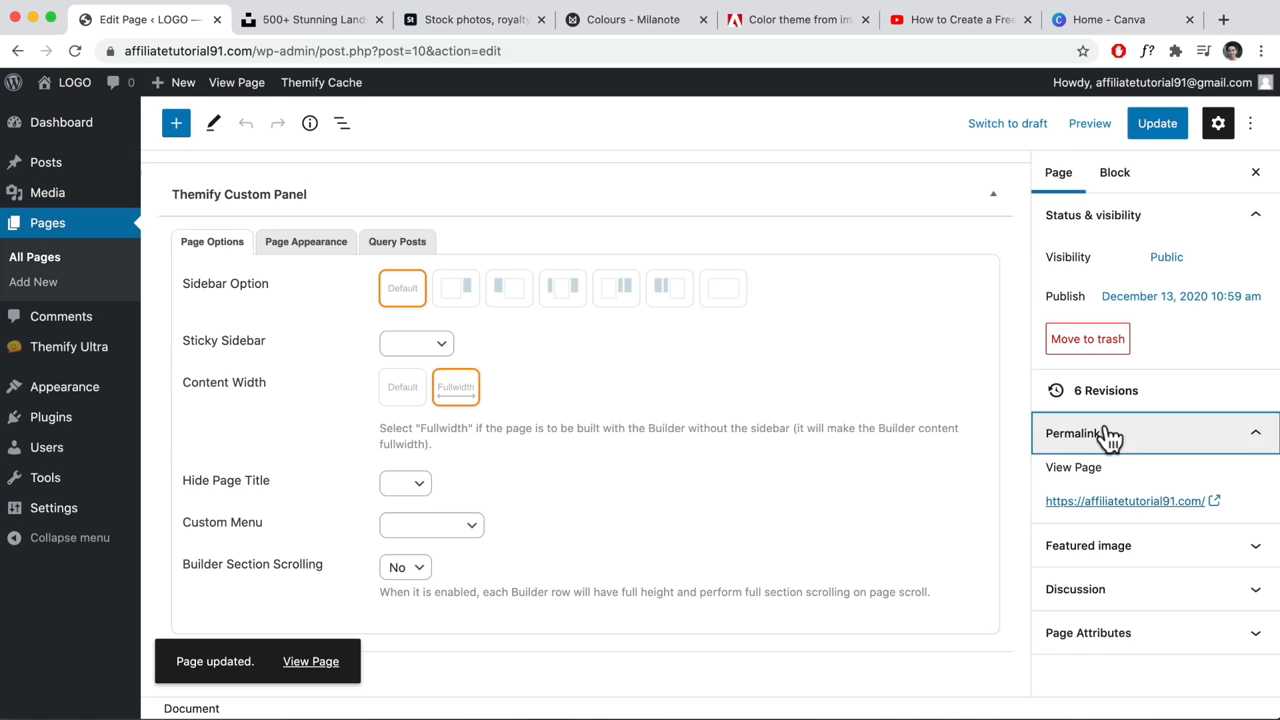 Edit Page ‹ LOGO —
500+ Stunning Lands
Stock photos, royalty
Colours - Milanote
Color theme from im
How to Create a Free
Home - Canva
affiliatetutorial91.com/wp-admin/post.php?post=10&action=edit
LOGO
0
New
View Page
Themify Cache
Howdy, affiliatetutorial91@gmail.com
Dashboard
Posts
Media
Pages
All Pages
Add New
Comments
Themify Ultra
Appearance
Plugins
Users
Tools
Settings
Collapse menu
Switch to draft
Preview
Update
Themify Custom Panel
Page Options
Page Appearance
Query Posts
Sidebar Option
Default
Sticky Sidebar
Content Width
Default
Fullwidth
Select "Fullwidth" if the page is to be built with the Builder without the sidebar (it will make the Builder content
fullwidth).
Hide Page Title
Custom Menu
Builder Section Scrolling
No
When it is enabled, each Builder row will have full height and perform full section scrolling on page scroll.
Page updated.
View Page
Document
Page
Block
Status & visibility
Visibility
Public
Publish
December 13, 2020 10:59 am
Move to trash
6 Revisions
Permalink
View Page
https://affiliatetutorial91.com/
Featured image
Discussion
Page Attributes